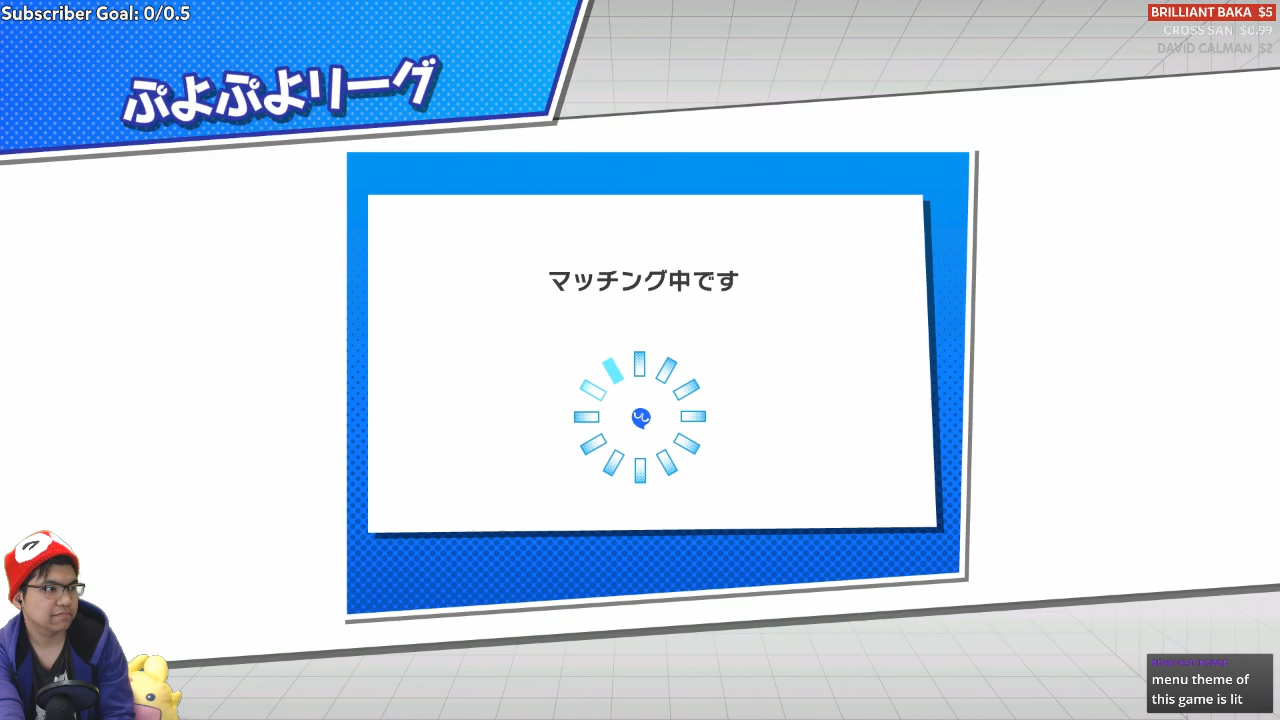 Subscriber Goal: 0/0.5
BRILLIANT BAKA $5
CROSS SAN $0.99
DAVID CALMAN $2
ぷよぷよリーグ
マッチング中です
menu theme of
this game is lit